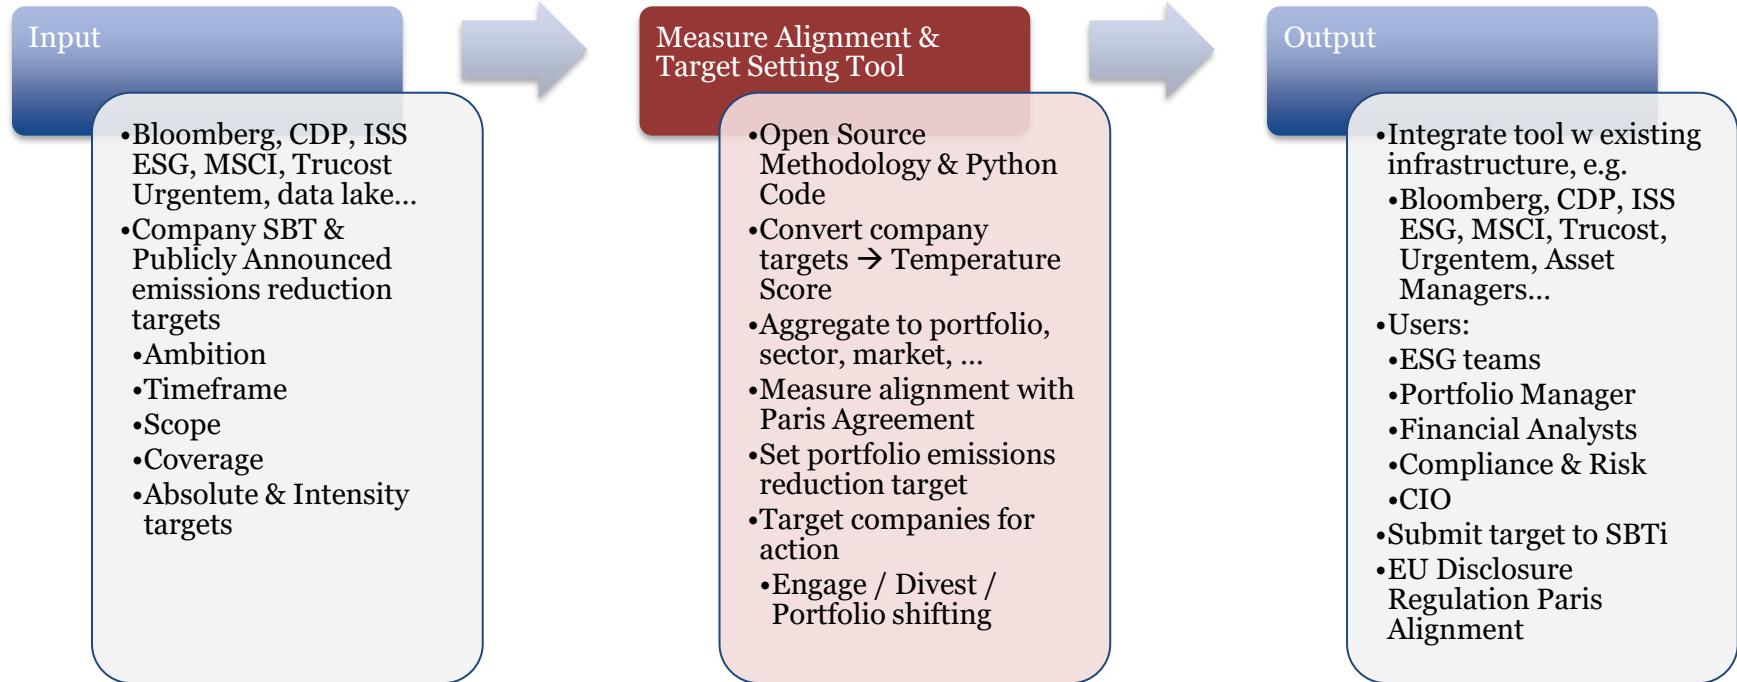 Input
•Bloomberg, CDP, ISS
ESG, MSCI, Trucost
Urgentem, data lake…
•Company SBT &
Publicly Announced
emissions reduction
targets
•Ambition
•Timeframe
•Scope
•Coverage
•Absolute & Intensity
targets
Measure Alignment &
Target Setting Tool
•Open Source
Methodology & Python
Code
•Convert company
targets → Temperature
Score
•Aggregate to portfolio,
sector, market, …
•Measure alignment with
Paris Agreement
•Set portfolio emissions
reduction target
•Target companies for
action
•Engage / Divest /
Portfolio shifting
Output
•Integrate tool w existing
infrastructure, e.g.
•Bloomberg, CDP, ISS
ESG, MSCI, Trucost,
Urgentem, Asset
Managers…
•Users:
•ESG teams
•Portfolio Manager
•Financial Analysts
•Compliance & Risk
•CIO
•Submit target to SBTi
•EU Disclosure
Regulation Paris
Alignment